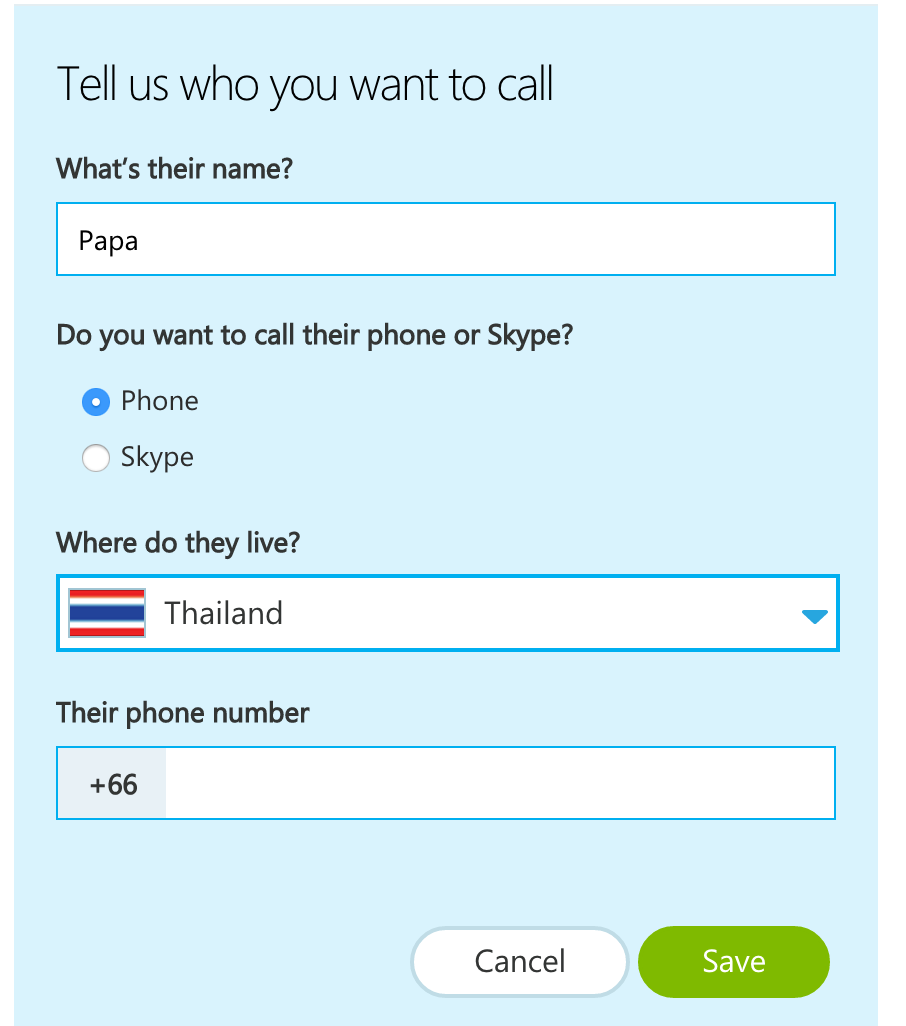 Tell us who you want to call
What's their name?
Papa
Do you want to call their phone or Skype?
Phone
Skype
Where do they live?
Thailand
Their phone number
+66
Cancel
Save